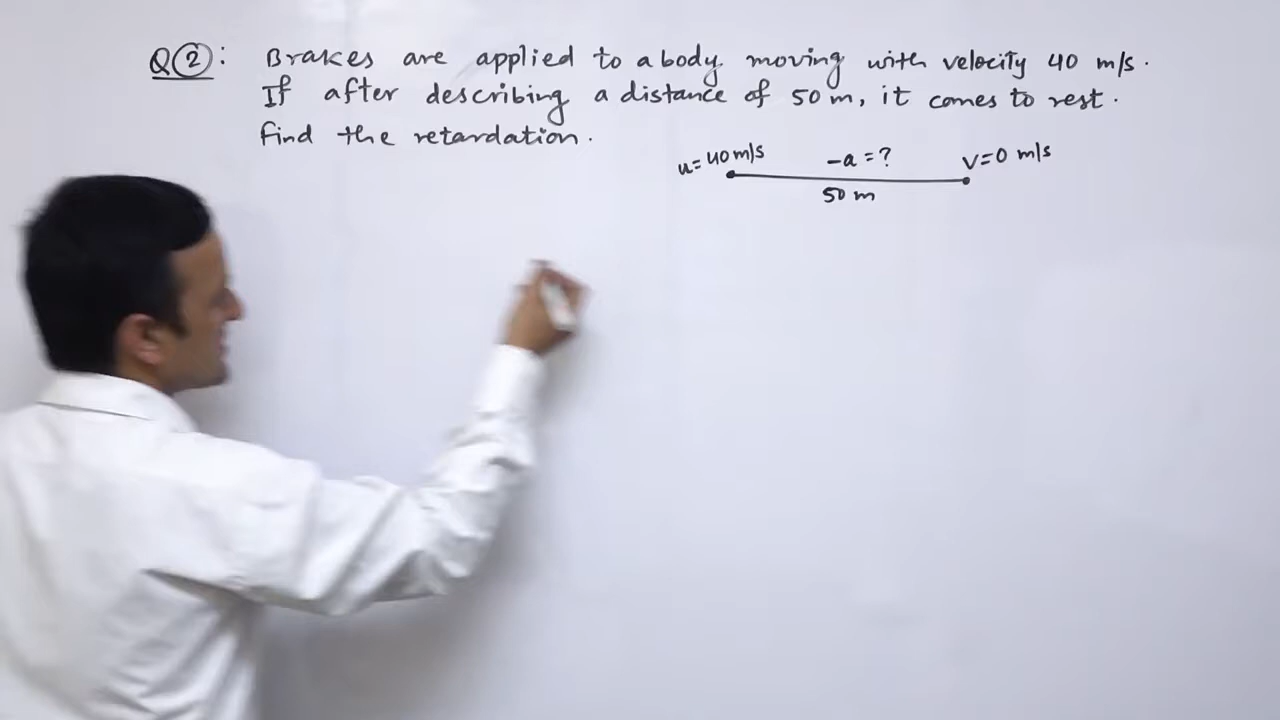 Q②: Brakes are applied to a body. moving with velocity 40 m/s.
If after describing a distance of 50 m, it comes to rest.
find the retardation.
u=40 m/s -a=? v=0 m/s
50 m